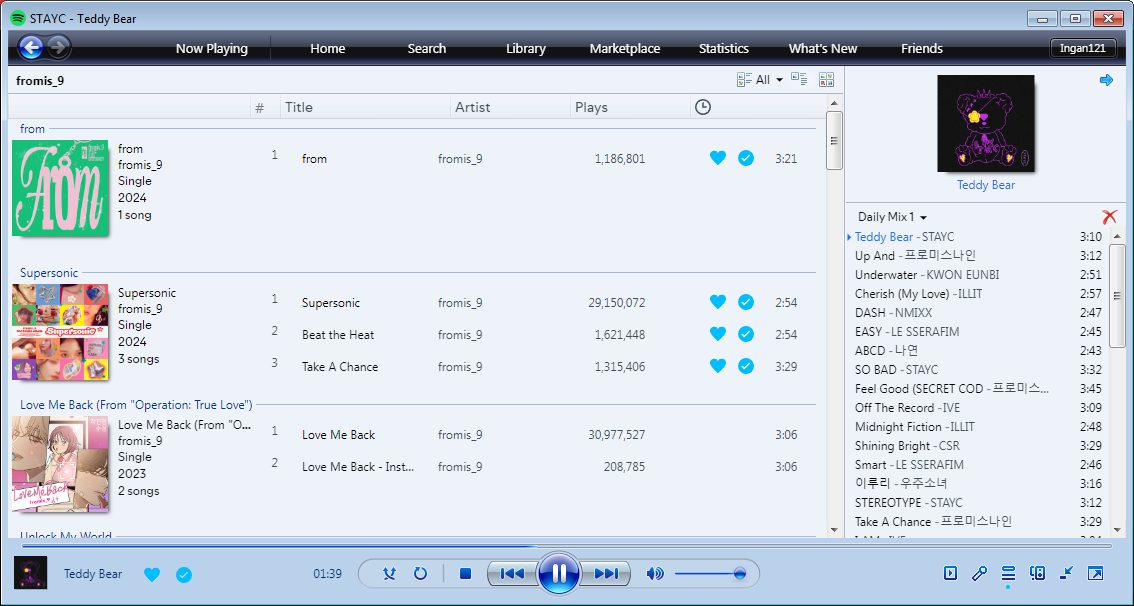 STAYC - Teddy Bear
Now Playing Home Search Library Marketplace Statistics What's New Friends Ingan121
fromis_9 All
# Title Artist Plays
from
from
fromis_9
Single
2024
1 song
1 from fromis_9 1,186,801 3:21
Supersonic
Supersonic
fromis_9
Single
2024
3 songs
1 Supersonic fromis_9 29,150,072 2:54
2 Beat the Heat fromis_9 1,621,448 2:54
3 Take A Chance fromis_9 1,315,406 3:29
Love Me Back (From "Operation: True Love")
Love Me Back (From "O...
fromis_9
Single
2023
2 songs
1 Love Me Back fromis_9 30,977,527 3:06
2 Love Me Back - Inst... fromis_9 208,785 3:06
Unlock My World
From
Supersonic
Love Me Back
fromis_9
Teddy Bear
Daily Mix 1
Teddy Bear - STAYC 3:10
Up And - 프로미스나인 3:12
Underwater - KWON EUNBI 2:51
Cherish (My Love) - ILLIT 2:57
DASH - NMIXX 2:47
EASY - LE SSERAFIM 2:45
ABCD - 나연 2:43
SO BAD - STAYC 3:32
Feel Good (SECRET COD - 프로미스... 3:45
Off The Record - IVE 3:09
Midnight Fiction - ILLIT 2:48
Shining Bright - CSR 3:29
Smart - LE SSERAFIM 2:46
이루리 - 우주소녀 3:16
STEREOTYPE - STAYC 3:12
Take A Chance - 프로미스나인 3:29
I AM - IVE 3:04
Teddy Bear 01:39